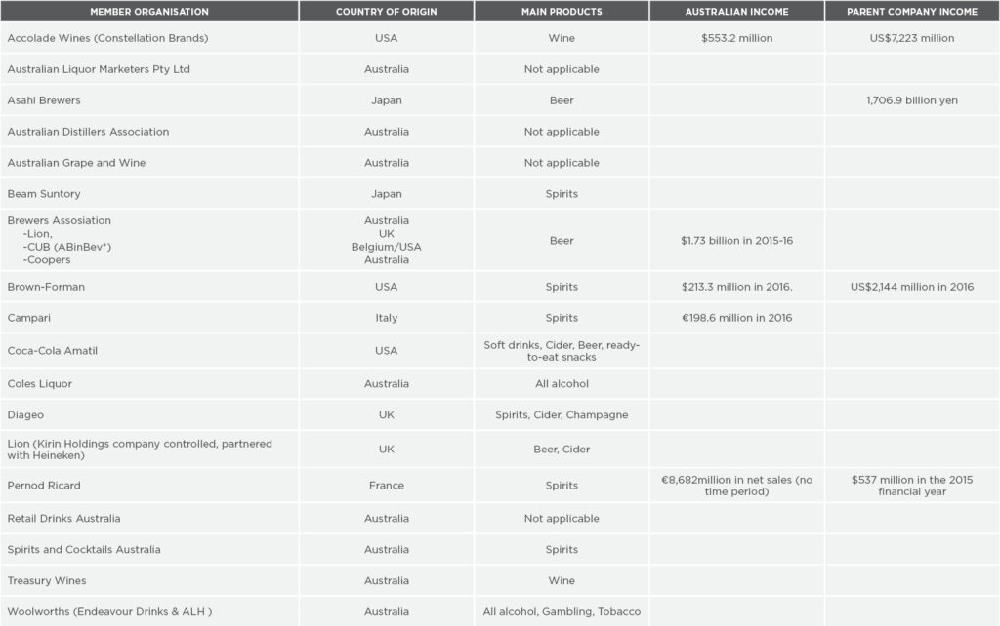 MEMBER ORGANISATION COUNTRY OF ORIGIN MAIN PRODUCTS AUSTRALIAN INCOME PARENT COMPANY INCOME
Accolade Wines (Constellation Brands) USA Wine $553.2 million US$7,223 million
Australian Liquor Marketers Pty Ltd Australia Not applicable
Asahi Brewers Japan Beer 1,706.9 billion yen
Australian Distillers Association Australia Not applicable
Australian Grape and Wine Australia Not applicable
Beam Suntory Japan Spirits
Brewers Assosiation Australia
-Lion, UK
-CUB (ABinBev*) Belgium/USA Beer $1.73 billion in 2015-16
-Coopers Australia
Brown-Forman USA Spirits $213.3 million in 2016. US$2,144 million in 2016
Campari Italy Spirits €198.6 million in 2016
Coca-Cola Amatil USA Soft drinks, Cider, Beer, ready-
to-eat snacks
Coles Liquor Australia All alcohol
Diageo UK Spirits, Cider, Champagne
Lion (Kirin Holdings company controlled, partnered
with Heineken) UK Beer, Cider
Pernod Ricard France Spirits €8,682million in net sales (no $537 million in the 2015
time period) financial year
Retail Drinks Australia Australia Not applicable
Spirits and Cocktails Australia Australia Spirits
Treasury Wines Australia Wine
Woolworths (Endeavour Drinks & ALH ) Australia All alcohol, Gambling, Tobacco